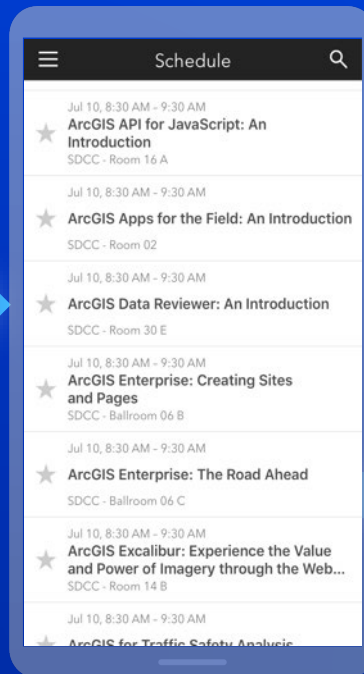 Schedule
Jul 10, 8:30 AM - 9:30 AM
ArcGIS API for JavaScript: An
Introduction
SDCC - Room 16 A
Jul 10, 8:30 AM - 9:30 AM
ArcGIS Apps for the Field: An Introduction
SDCC - Room 02
Jul 10, 8:30 AM - 9:30 AM
ArcGIS Data Reviewer: An Introduction
SDCC - Room 30 E
Jul 10, 8:30 AM - 9:30 AM
ArcGIS Enterprise: Creating Sites
and Pages
SDCC - Ballroom 06 B
Jul 10, 8:30 AM - 9:30 AM
ArcGIS Enterprise: The Road Ahead
SDCC - Ballroom 06 C
Jul 10, 8:30 AM - 9:30 AM
ArcGIS Excalibur: Experience the Value
and Power of Imagery through the Web...
SDCC - Room 14 B
Jul 10, 8:30 AM - 9:30 AM
ArcGIS for Traffic Safety Analysis